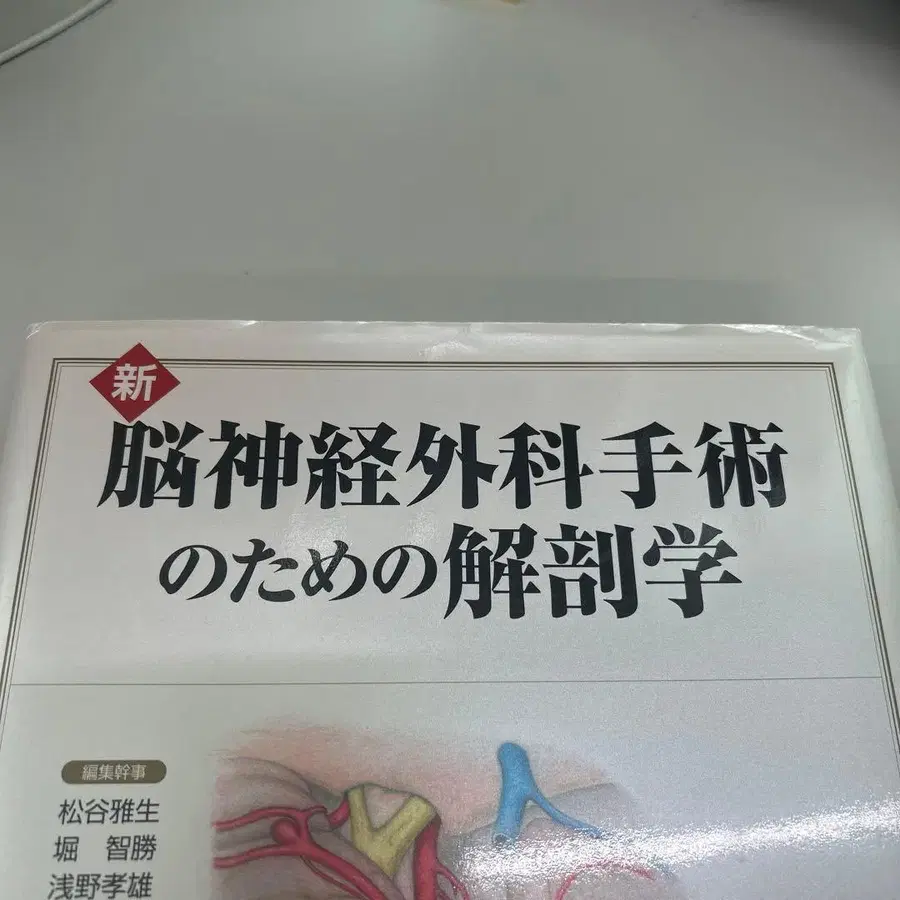 新
脳神経外科手術
のための解剖学
編集幹事
松谷雅生
堀　智勝
浅野孝雄